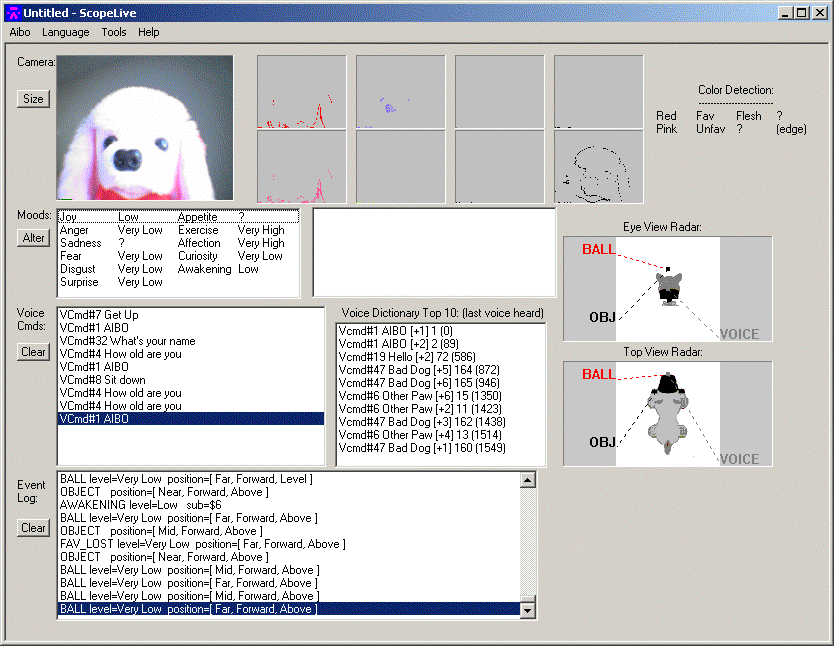 Untitled - ScopeLive
Aibo Language Tools Help
Camera:
Size
Color Detection:
------------------------
Red Fav Flesh ?
Pink Unfav ? (edge)
Moods:
Alter
Joy Low Appetite ?
Anger Very Low Exercise Very High
Sadness ? Affection Very High
Fear Very Low Curiosity Very Low
Disgust Very Low Awakening Low
Surprise Very Low
Eye View Radar:
BALL
OBJ
VOICE
Voice
Cmds:
Clear
VCmd#7 Get Up
VCmd#1 AIBO
VCmd#32 What's your name
VCmd#4 How old are you
VCmd#1 AIBO
VCmd#8 Sit down
VCmd#4 How old are you
VCmd#4 How old are you
VCmd#1 AIBO
Voice Dictionary Top 10: (last voice heard)
Vcmd#1 AIBO [+1] 1 (0)
Vcmd#1 AIBO [+2] 2 (89)
Vcmd#19 Hello [+2] 72 (586)
Vcmd#47 Bad Dog [+5] 164 (872)
Vcmd#47 Bad Dog [+6] 165 (946)
Vcmd#6 Other Paw [+6] 15 (1350)
Vcmd#6 Other Paw [+2] 11 (1423)
Vcmd#47 Bad Dog [+3] 162 (1438)
Vcmd#6 Other Paw [+4] 13 (1514)
Vcmd#47 Bad Dog [+1] 160 (1549)
Top View Radar:
BALL
OBJ
VOICE
Event
Log:
Clear
BALL level=Very Low position=[ Far, Forward, Level ]
OBJECT position=[ Near, Forward, Above ]
AWAKENING level=Low sub=$6
BALL level=Very Low position=[ Far, Forward, Above ]
OBJECT position=[ Mid, Forward, Above ]
FAV_LOST level=Very Low position=[ Far, Forward, Above ]
OBJECT position=[ Near, Forward, Above ]
BALL level=Very Low position=[ Mid, Forward, Above ]
BALL level=Very Low position=[ Far, Forward, Above ]
BALL level=Very Low position=[ Mid, Forward, Above ]
BALL level=Very Low position=[ Far, Forward, Above ]